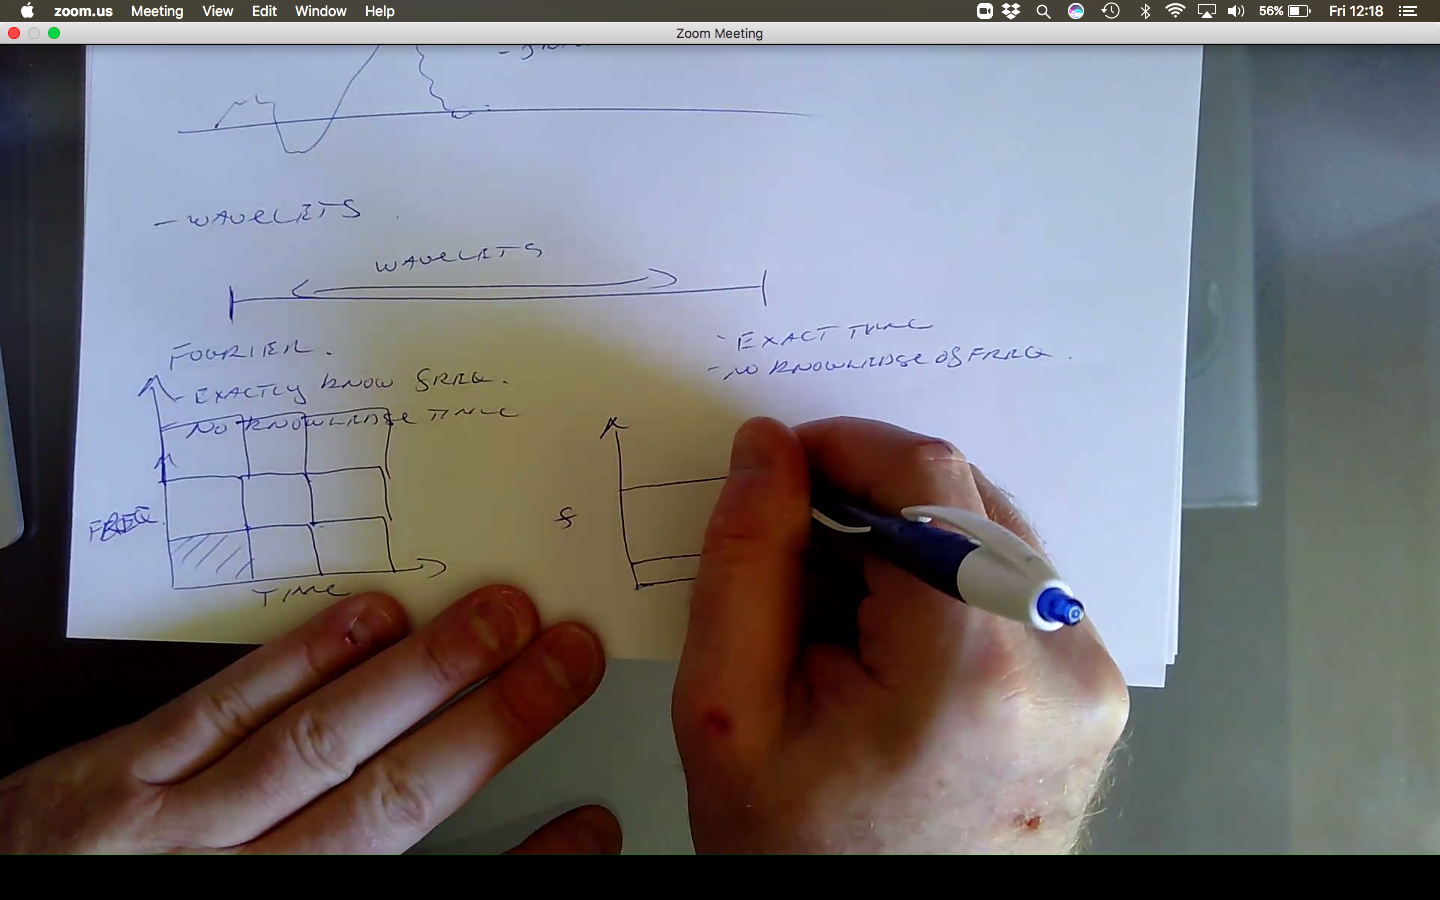 zoom.us Meeting View Edit Window Help 56% Fri 12:18
Zoom Meeting
- WAVELETS
WAVELETS
FOURIER.
- EXACTLY KNOW FREQ.
- NO KNOWLEDGE TIME
- EXACT TIME
- NO KNOWLEDGE OF FREQ.
FREQ
TIME
f